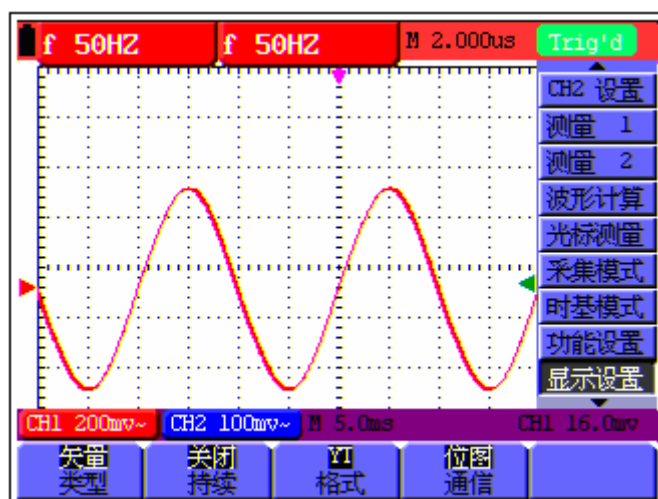 f 50HZ f 50HZ M 2.000us Trig'd
CH2 设置
测量 1
测量 2
波形计算
光标测量
采集模式
时基模式
功能设置
显示设置
CH1 200mv~ CH2 100mv~ M 5.0ms CH1 16.0mv
矢量 关闭 YT 位图
类型 持续 格式 通信